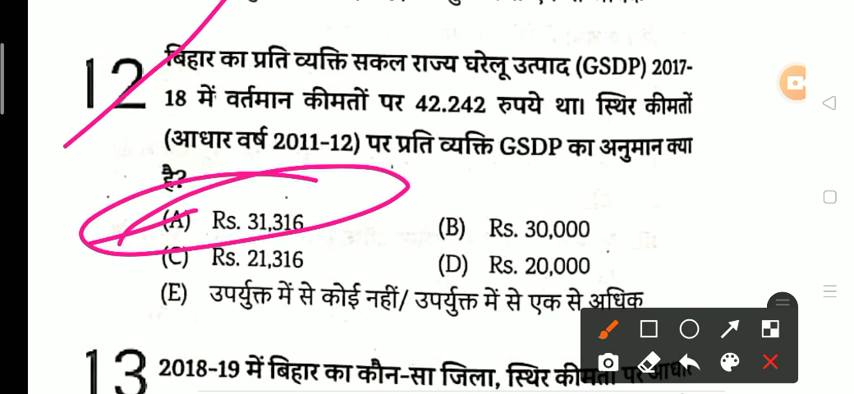 12 बिहार का प्रति व्यक्ति सकल राज्य घरेलू उत्पाद (GSDP) 2017-
18 में वर्तमान कीमतों पर 42.242 रुपये था। स्थिर कीमतों
(आधार वर्ष 2011-12) पर प्रति व्यक्ति GSDP का अनुमान क्या
है?
(A) Rs. 31,316 (B) Rs. 30,000
(C) Rs. 21,316 (D) Rs. 20,000
(E) उपर्युक्त में से कोई नहीं/ उपर्युक्त में से एक से अधिक
13 2018-19 में बिहार का कौन-सा जिला, स्थिर कीमतों पर आधार